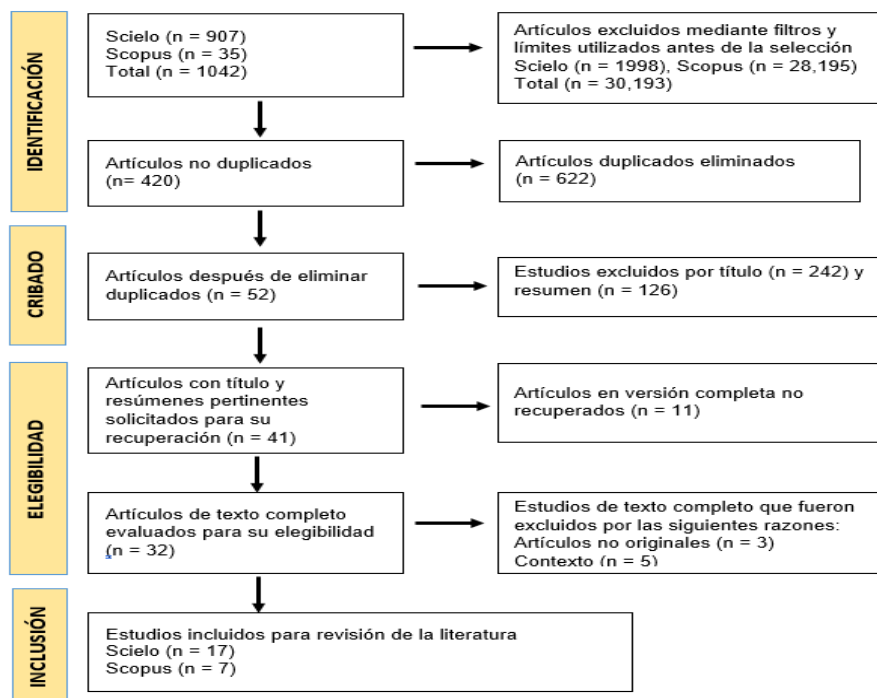 IDENTIFICACIÓN
Scielo (n = 907)
Scopus (n = 35)
Total (n = 1042)
Artículos excluidos mediante filtros y
límites utilizados antes de la selección
Scielo (n = 1998), Scopus (n = 28,195)
Total (n = 30,193)
Artículos no duplicados
(n= 420)
Artículos duplicados eliminados
(n = 622)
CRIBADO
Artículos después de eliminar
duplicados (n = 52)
Estudios excluidos por título (n = 242) y
resumen (n = 126)
ELEGIBILIDAD
Artículos con título y
resúmenes pertinentes
solicitados para su
recuperación (n = 41)
Artículos en versión completa no
recuperados (n = 11)
Artículos de texto completo
evaluados para su elegibilidad
(n = 32)
Estudios de texto completo que fueron
excluidos por las siguientes razones:
Artículos no originales (n = 3)
Contexto (n = 5)
INCLUSIÓN
Estudios incluidos para revisión de la literatura
Scielo (n = 17)
Scopus (n = 7)